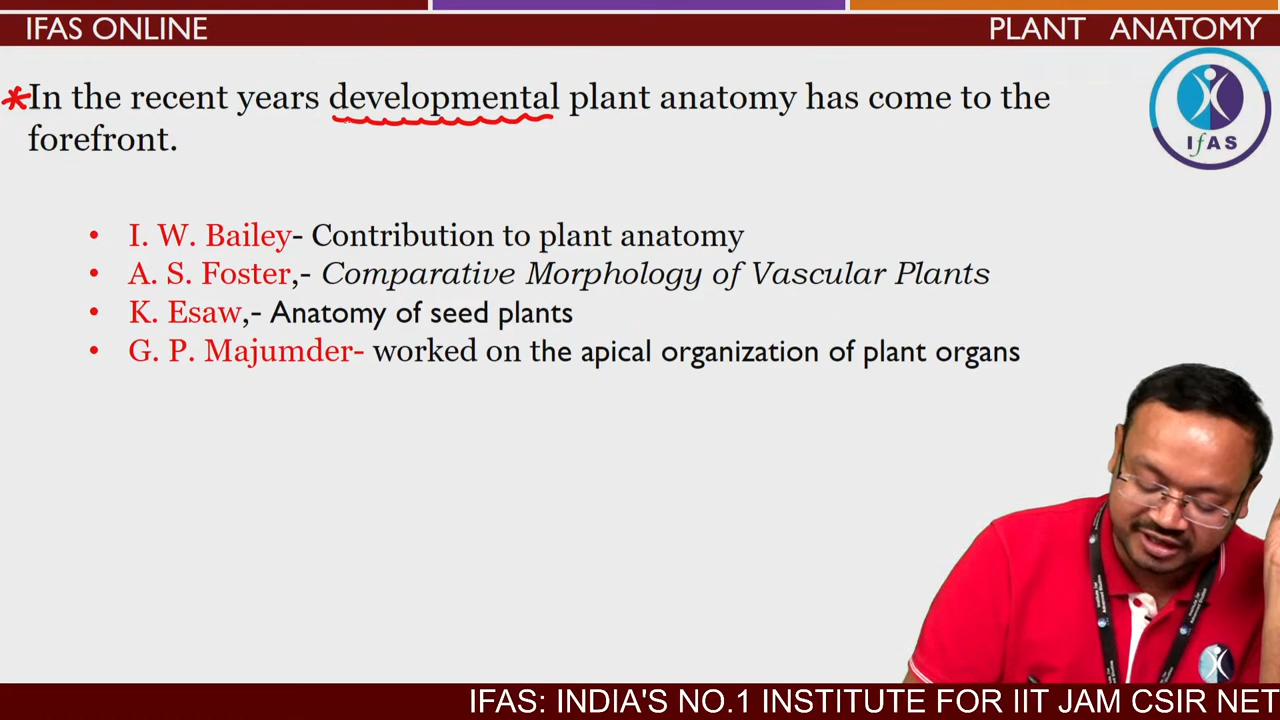 IFAS ONLINE
PLANT ANATOMY
*In the recent years developmental plant anatomy has come to the
forefront.
IfAS
• I. W. Bailey- Contribution to plant anatomy
• A. S. Foster,- Comparative Morphology of Vascular Plants
• K. Esaw,- Anatomy of seed plants
• G. P. Majumder- worked on the apical organization of plant organs
IFAS: INDIA'S NO.1 INSTITUTE FOR IIT JAM CSIR NET